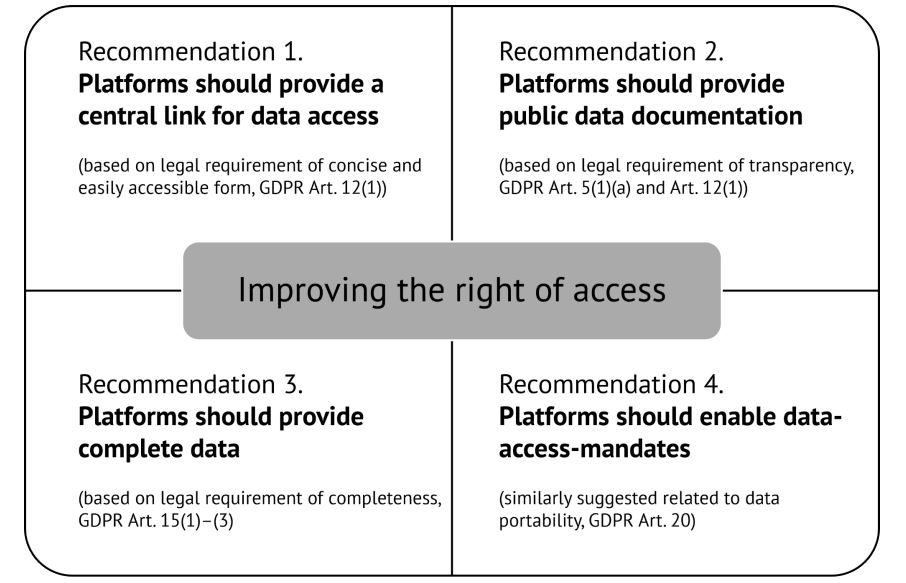 Recommendation 1.
Platforms should provide a
central link for data access
(based on legal requirement of concise and
easily accessible form, GDPR Art. 12(1))
Recommendation 2.
Platforms should provide
public data documentation
(based on legal requirement of transparency,
GDPR Art. 5(1)(a) and Art. 12(1))
Improving the right of access
Recommendation 3.
Platforms should provide
complete data
(based on legal requirement of completeness,
GDPR Art. 15(1)–(3)
Recommendation 4.
Platforms should enable data-
access-mandates
(similarly suggested related to data
portability, GDPR Art. 20)